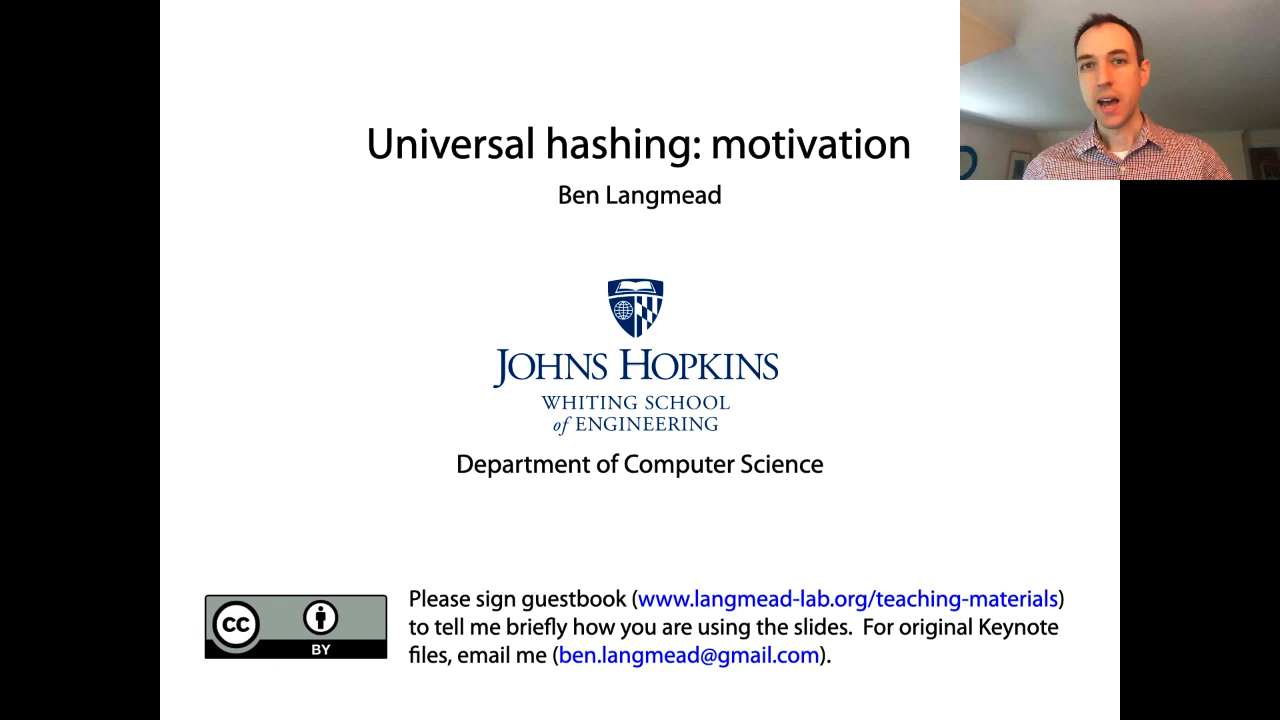 Universal hashing: motivation
Ben Langmead
JOHNS HOPKINS
WHITING SCHOOL
of ENGINEERING
Department of Computer Science
CC
BY
Please sign guestbook (www.langmead-lab.org/teaching-materials)
to tell me briefly how you are using the slides. For original Keynote
files, email me (ben.langmead@gmail.com).